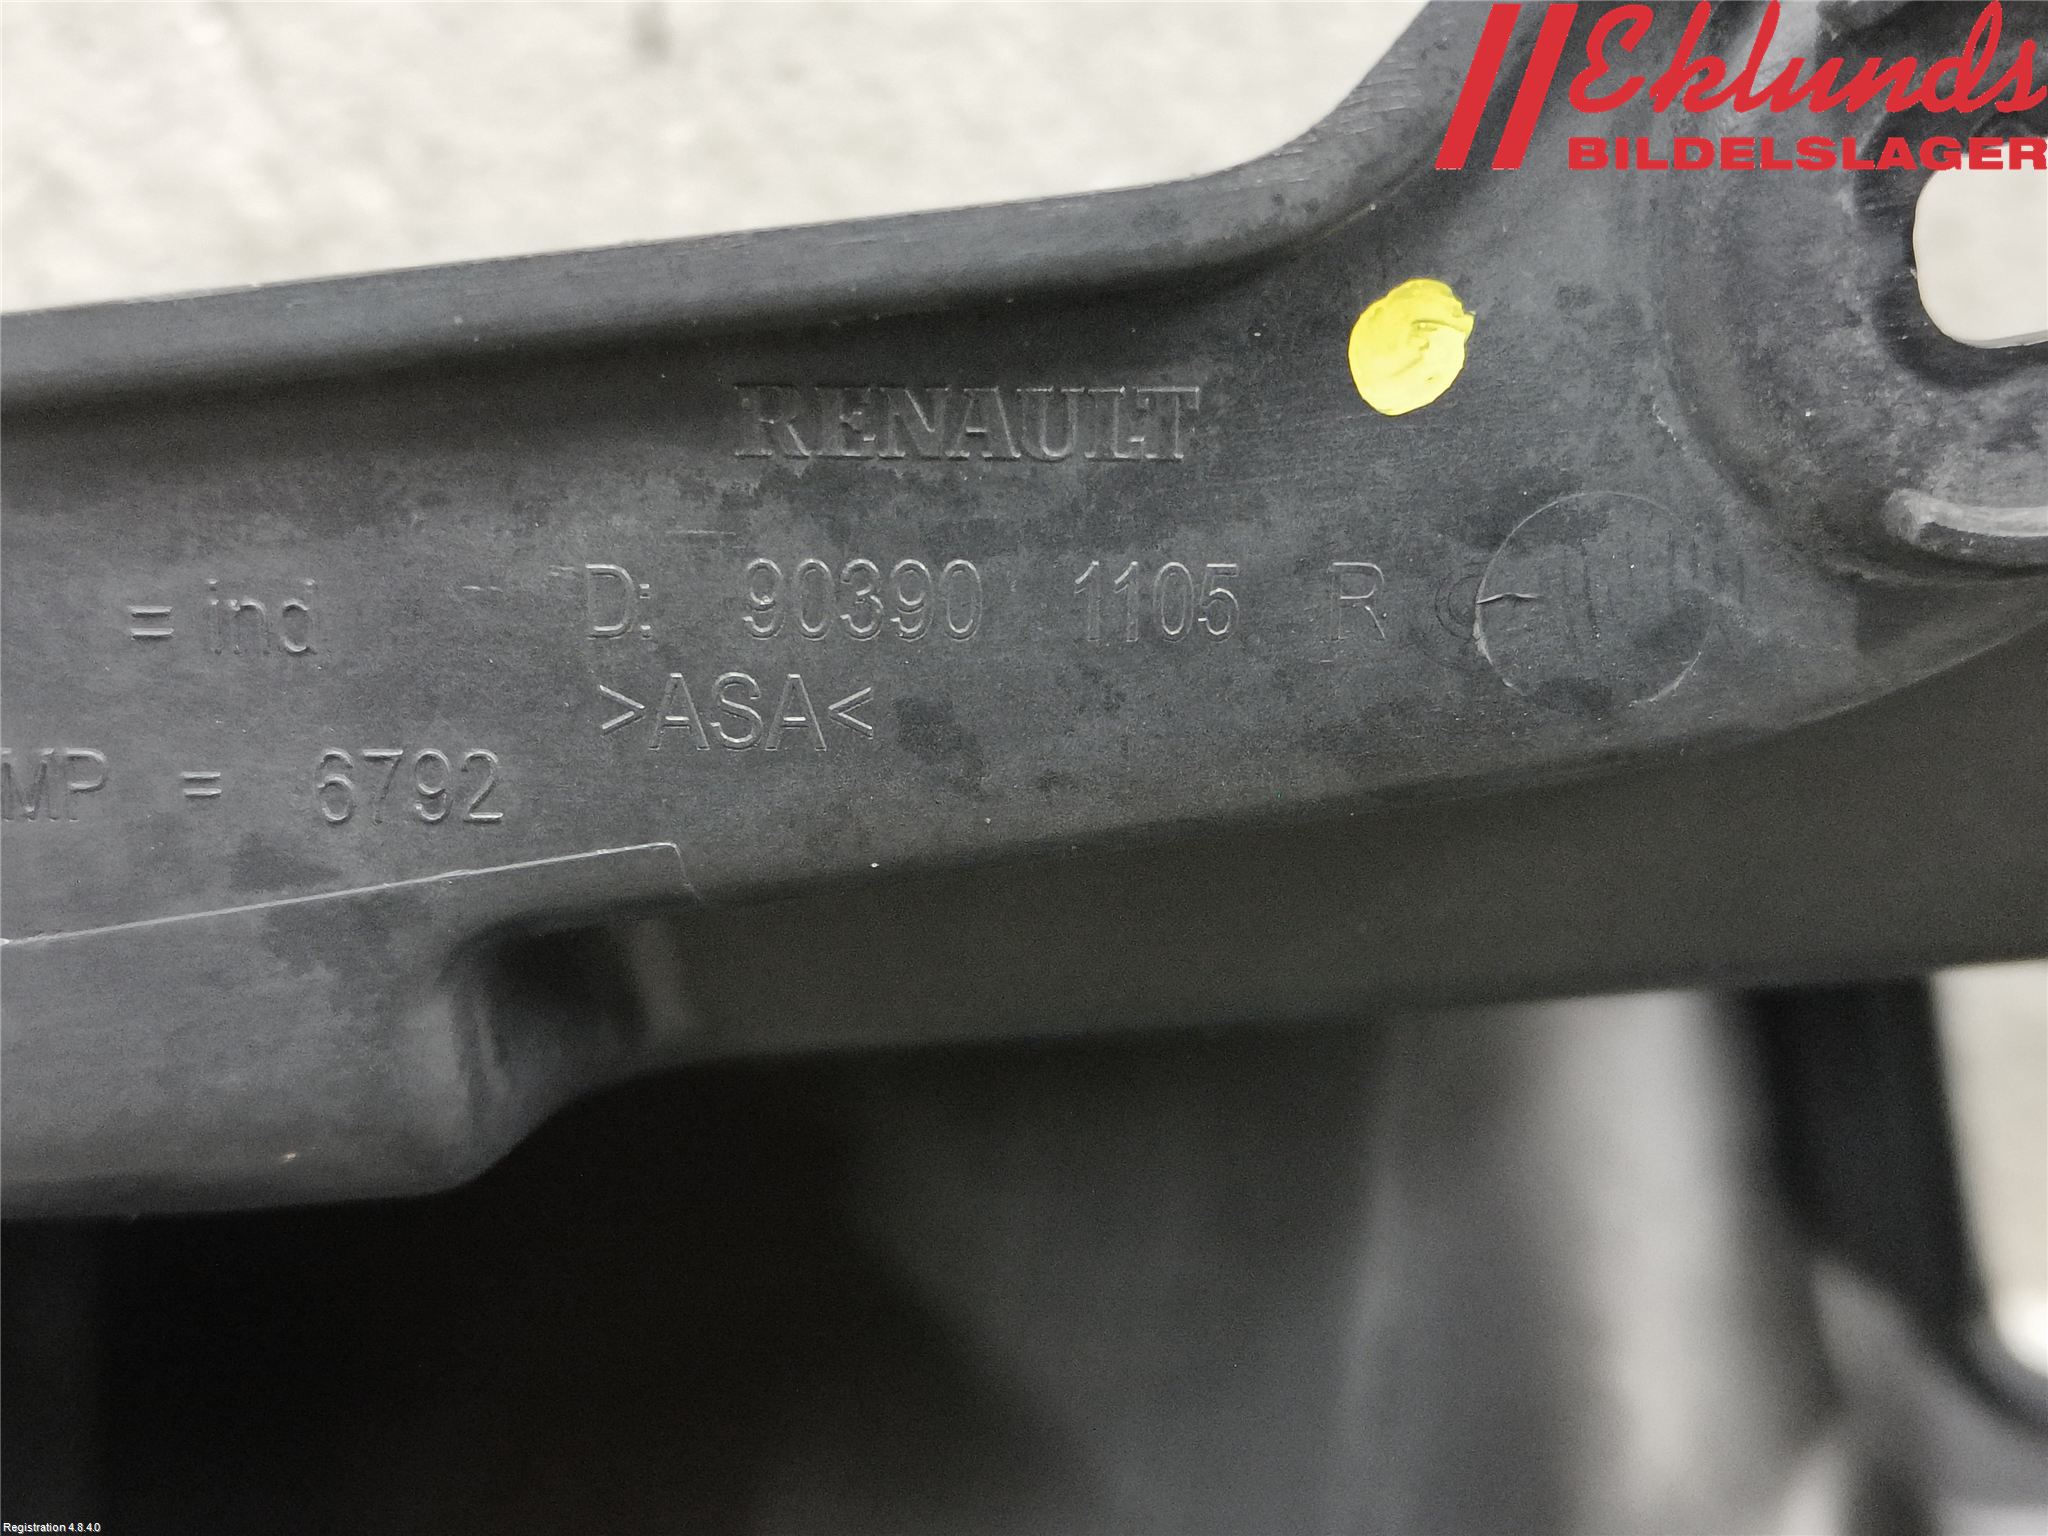 Eklunds
BILDELSLAGER
RENAULT
= ind D: 90390 1105 R
>ASA<
MP = 6792
Registration 4.8.4.0